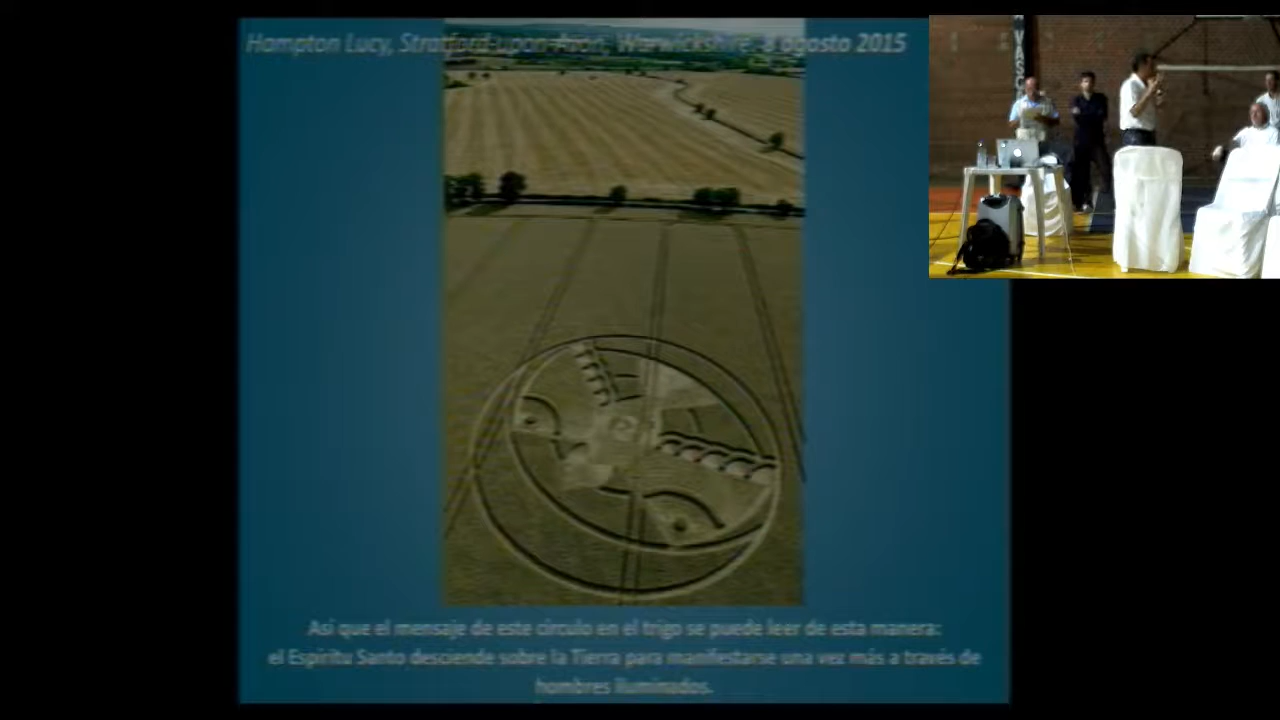 Hampton Lucy, Stratford-upon-Avon, Warwickshire, 8 agosto 2015
Así que el mensaje de este círculo en el trigo se puede leer de esta manera:
el Espíritu Santo desciende sobre la Tierra para manifestarse una vez más a través de
hombres iluminados.